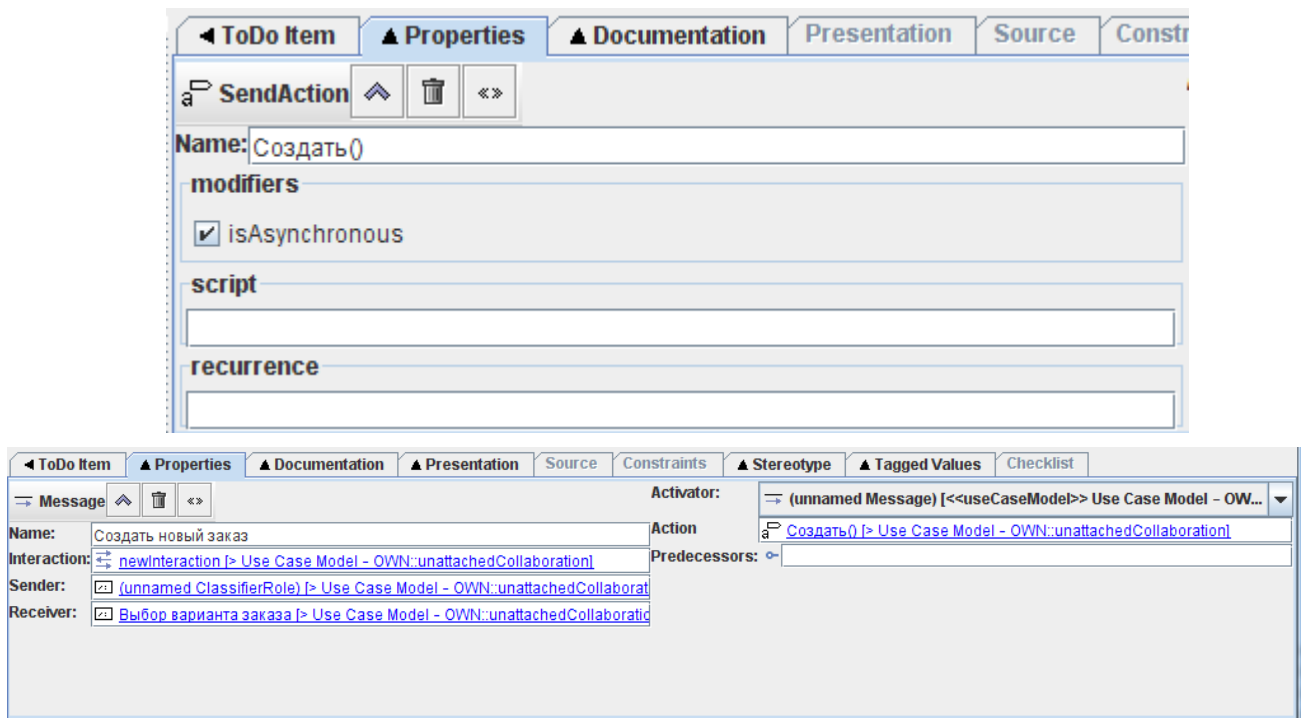 ToDo Item Properties Documentation Presentation Source Constr
SendAction « »
Name: Создать()
modifiers
isAsynchronous
script
recurrence
ToDo Item Properties Documentation Presentation Source Constraints Stereotype Tagged Values Checklist
Message « » Activator: (unnamed Message) [<<useCaseModel>> Use Case Model - OW...
Name: Создать новый заказ Action Создать() [> Use Case Model - OWN::unattachedCollaboration]
Interaction: newInteraction [> Use Case Model - OWN::unattachedCollaboration] Predecessors:
Sender: (unnamed ClassifierRole) [> Use Case Model - OWN::unattachedCollaborat
Receiver: Выбор варианта заказа [> Use Case Model - OWN::unattachedCollaboratio